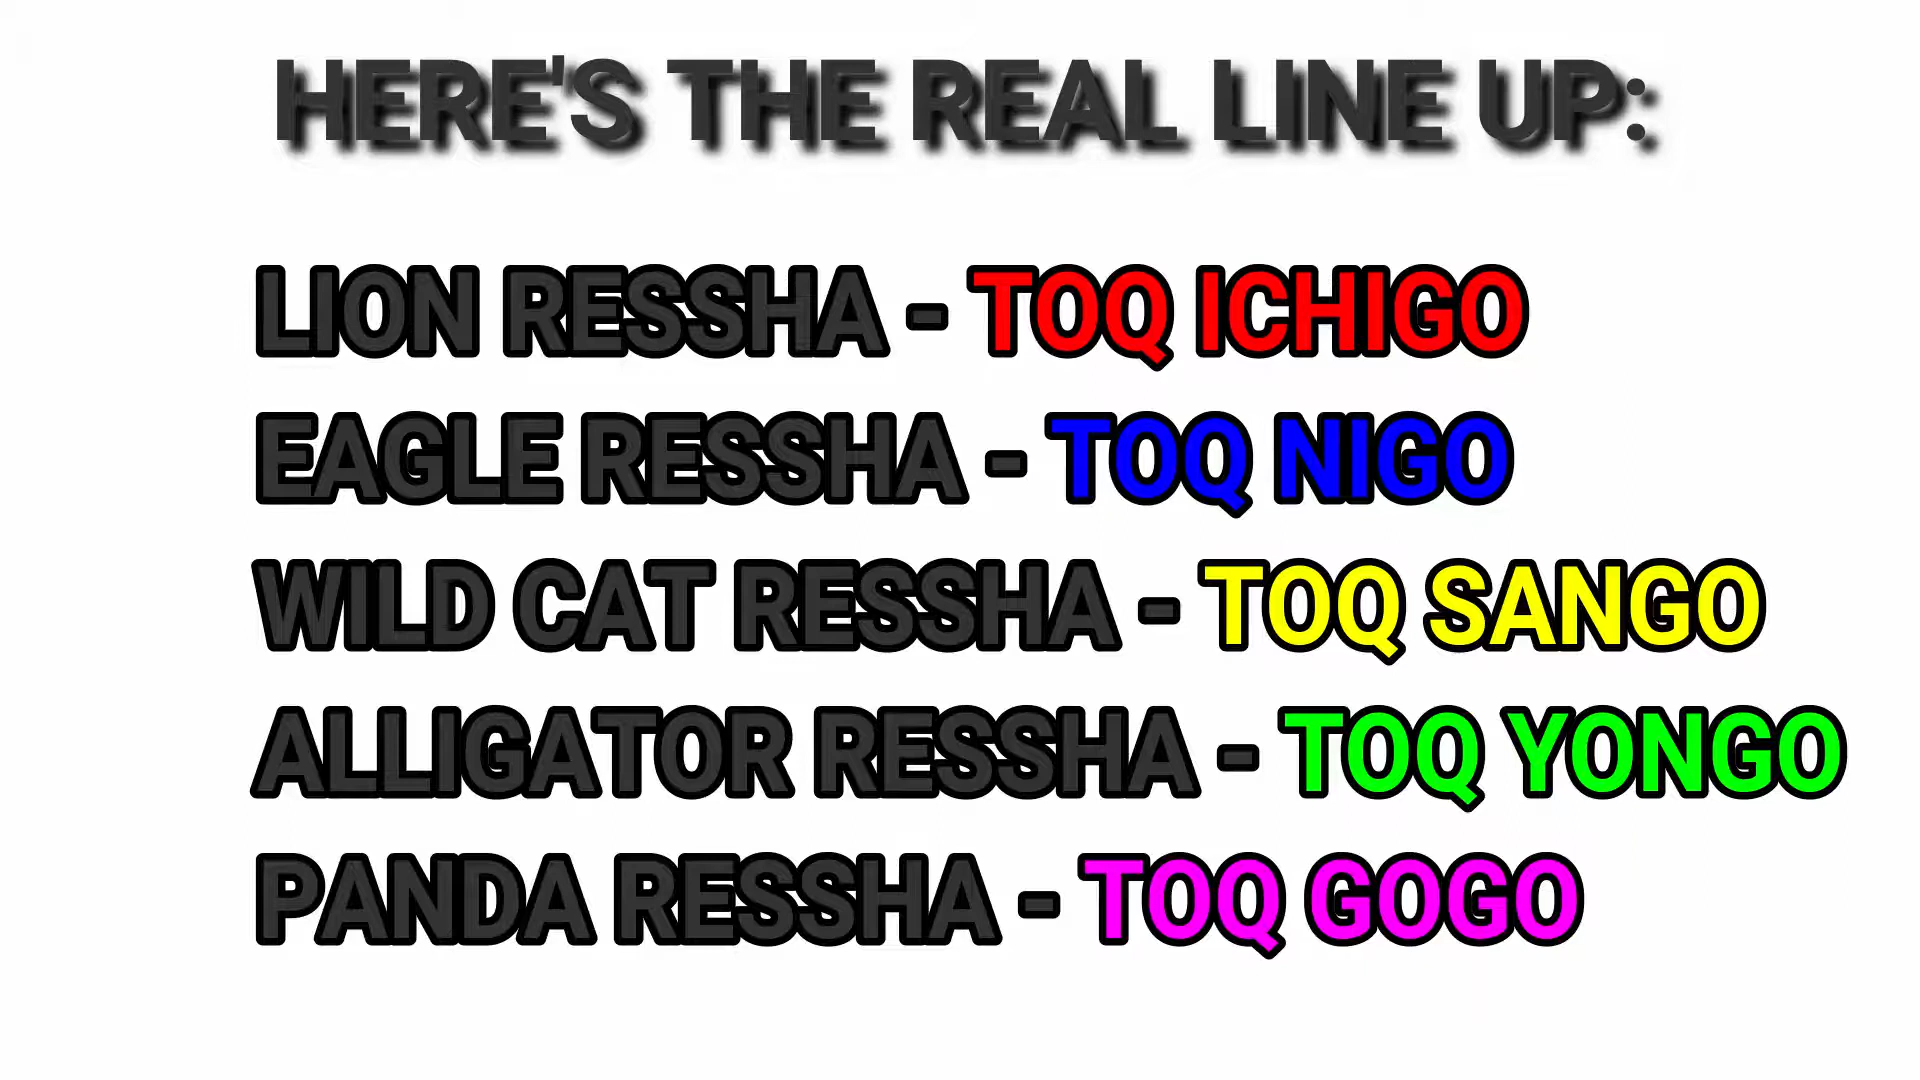 HERE'S THE REAL LINE UP:
LION RESSHA - TOQ ICHIGO
EAGLE RESSHA - TOQ NIGO
WILD CAT RESSHA - TOQ SANGO
ALLIGATOR RESSHA - TOQ YONGO
PANDA RESSHA - TOQ GOGO